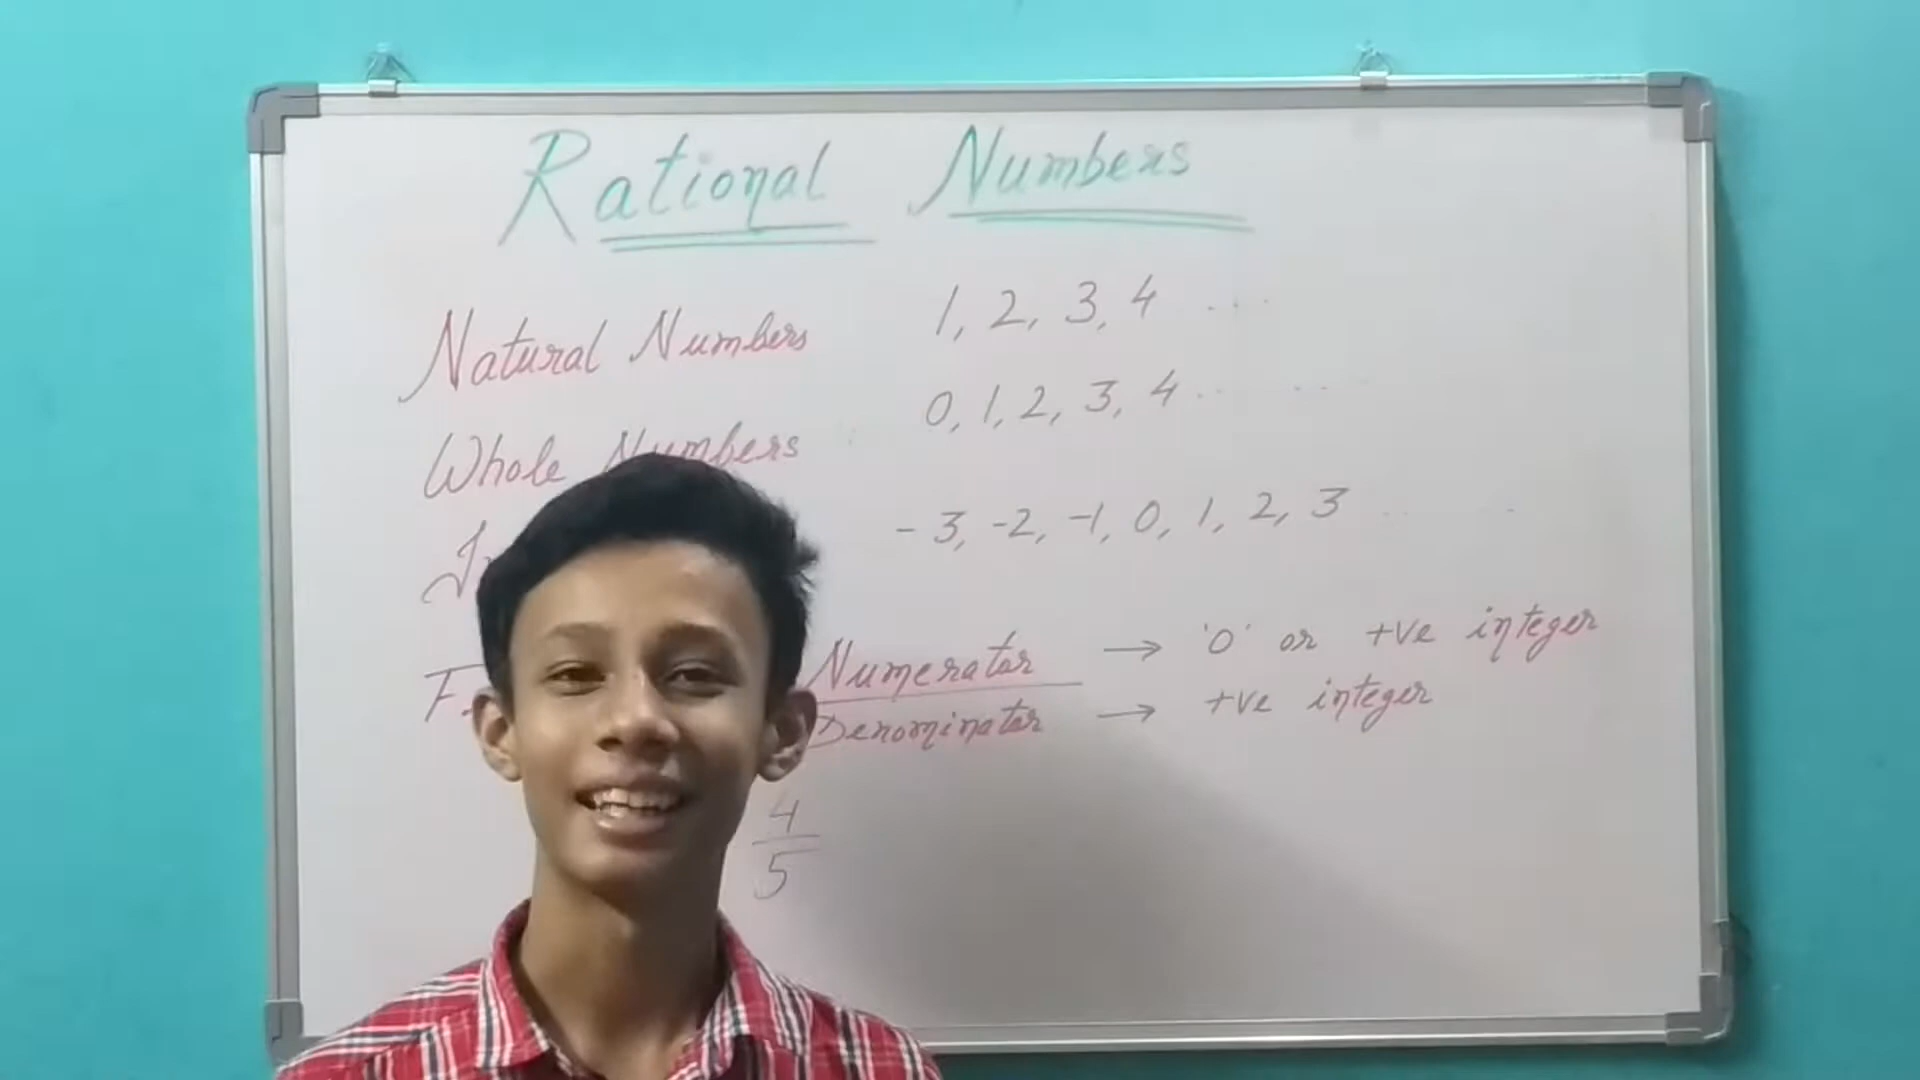 Rational Numbers
Natural Numbers 1, 2, 3, 4 ...
Whole Numbers 0, 1, 2, 3, 4 ... ...
-3, -2, -1, 0, 1, 2, 3 ...
Numerator → '0' or +ve integer
Denominator → +ve integer
4
5